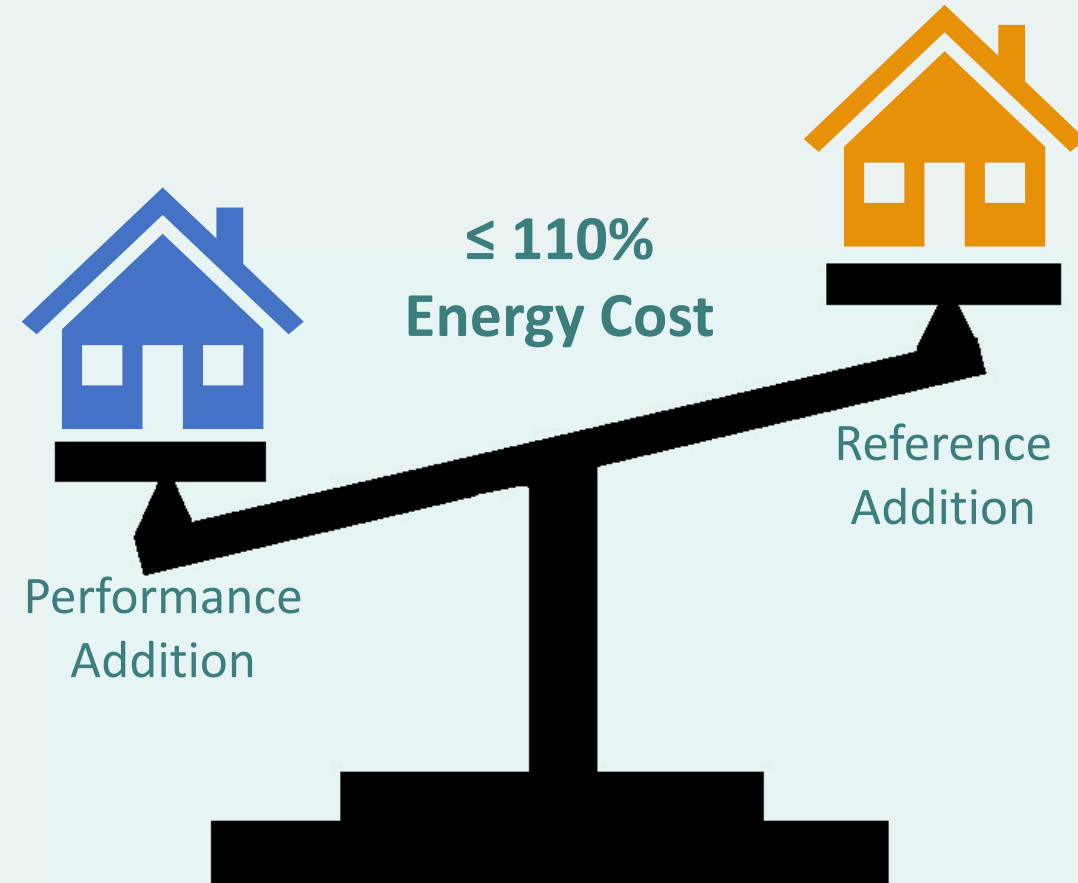 ≤ 110%
Energy Cost
Reference
Addition
Performance
Addition